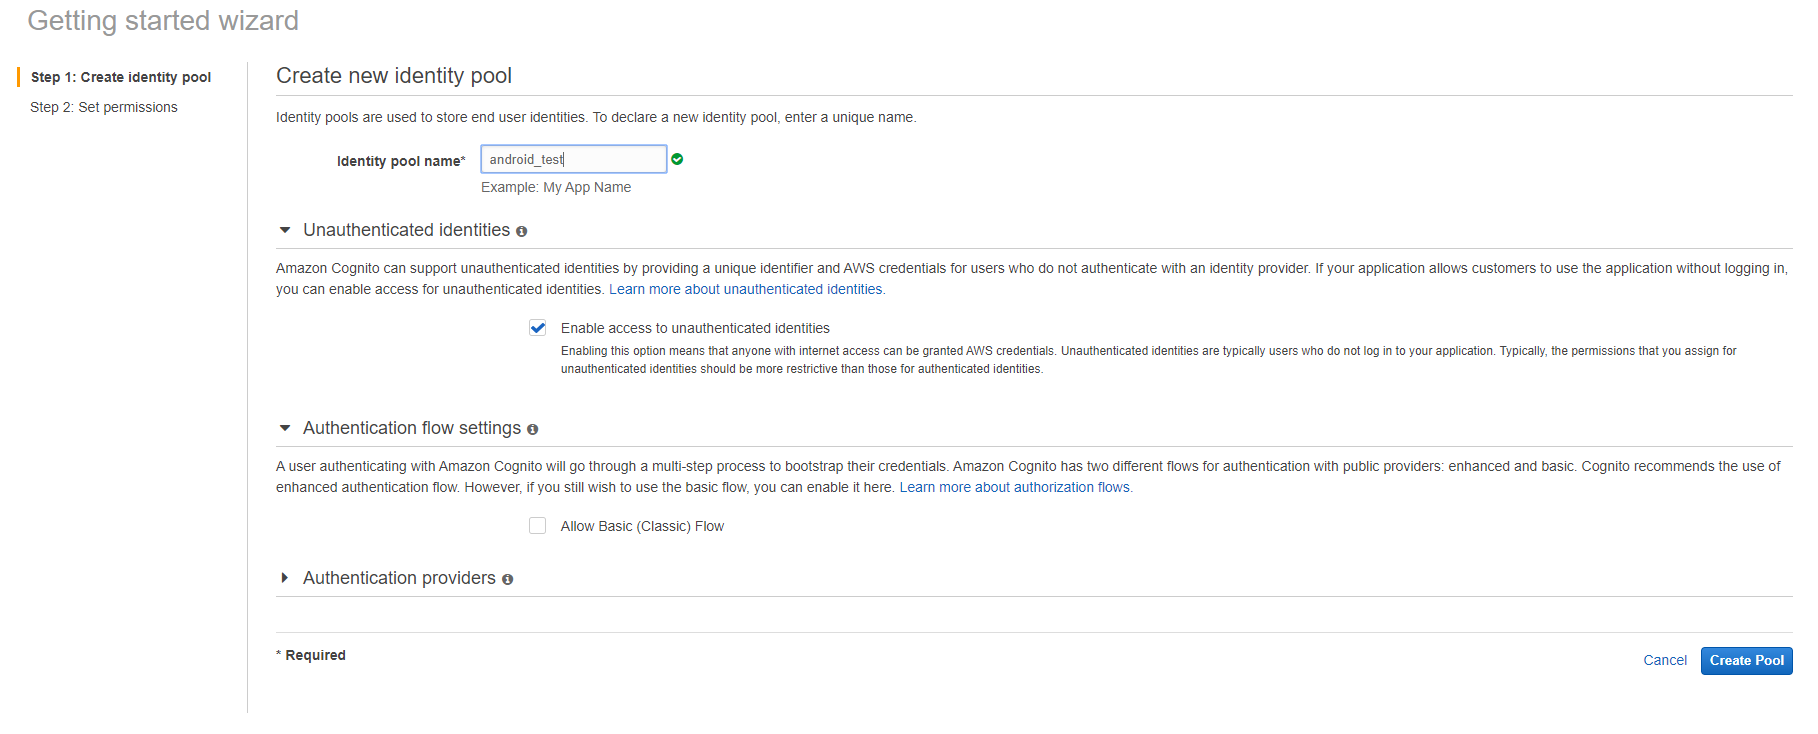 Getting started wizard
Step 1: Create identity pool
Step 2: Set permissions
Create new identity pool
Identity pools are used to store end user identities. To declare a new identity pool, enter a unique name.
Identity pool name*
android_test
Example: My App Name
Unauthenticated identities
Amazon Cognito can support unauthenticated identities by providing a unique identifier and AWS credentials for users who do not authenticate with an identity provider. If your application allows customers to use the application without logging in,
you can enable access for unauthenticated identities. Learn more about unauthenticated identities.
Enable access to unauthenticated identities
Enabling this option means that anyone with internet access can be granted AWS credentials. Unauthenticated identities are typically users who do not log in to your application. Typically, the permissions that you assign for
unauthenticated identities should be more restrictive than those for authenticated identities.
Authentication flow settings
A user authenticating with Amazon Cognito will go through a multi-step process to bootstrap their credentials. Amazon Cognito has two different flows for authentication with public providers: enhanced and basic. Cognito recommends the use of
enhanced authentication flow. However, if you still wish to use the basic flow, you can enable it here. Learn more about authorization flows.
Allow Basic (Classic) Flow
Authentication providers
* Required
Cancel
Create Pool